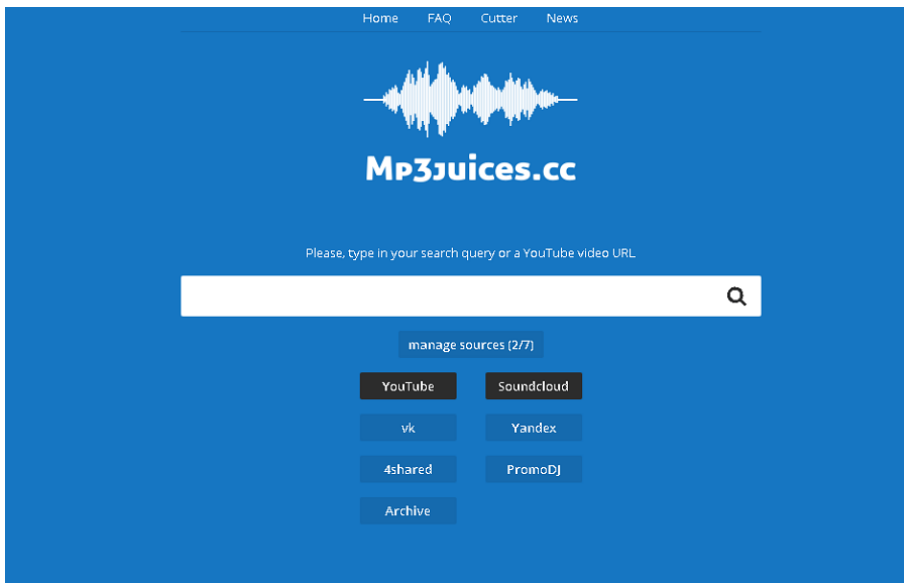 Home FAQ Cutter News
Mp3juices.cc
Please, type in your search query or a YouTube video URL
manage sources (2/7)
YouTube Soundcloud
vk Yandex
4shared PromoDJ
Archive